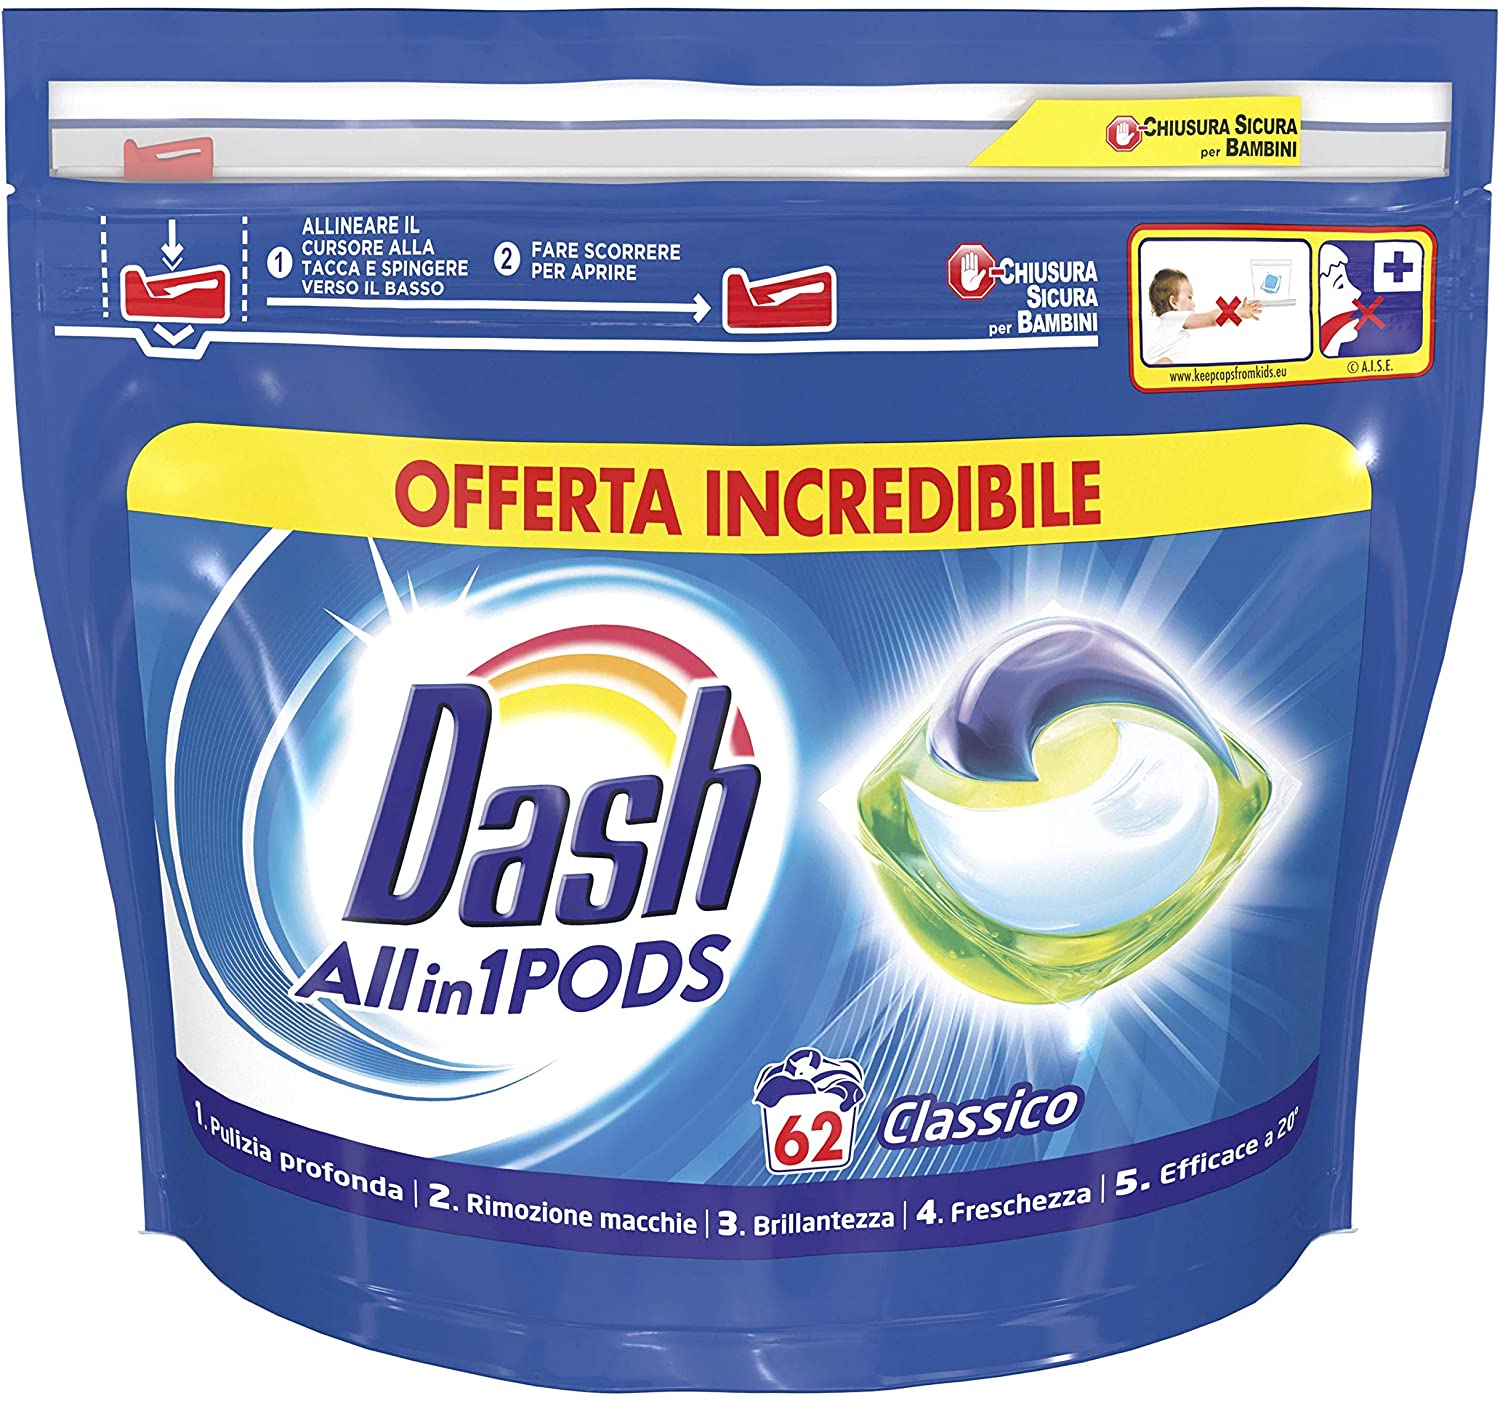 CHIUSURA SICURA
per BAMBINI
1
ALLINEARE IL
CURSORE ALLA
TACCA E SPINGERE
VERSO IL BASSO
2
FARE SCORRERE
PER APRIRE
CHIUSURA
SICURA
per BAMBINI
www.keepcapsfromkids.eu
© A.I.S.E.
OFFERTA INCREDIBILE
Dash
All in 1 PODS
62
Classico
1. Pulizia profonda | 2. Rimozione macchie | 3. Brillantezza | 4. Freschezza | 5. Efficace a 20°